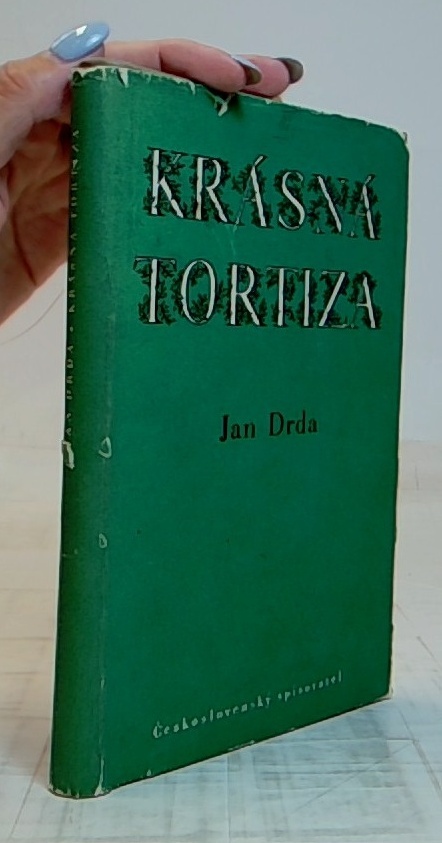 KRÁSNÁ
TORTIZA
Jan Drda
Československý spisovatel
JAN DRDA • KRÁSNÁ TORTIZA